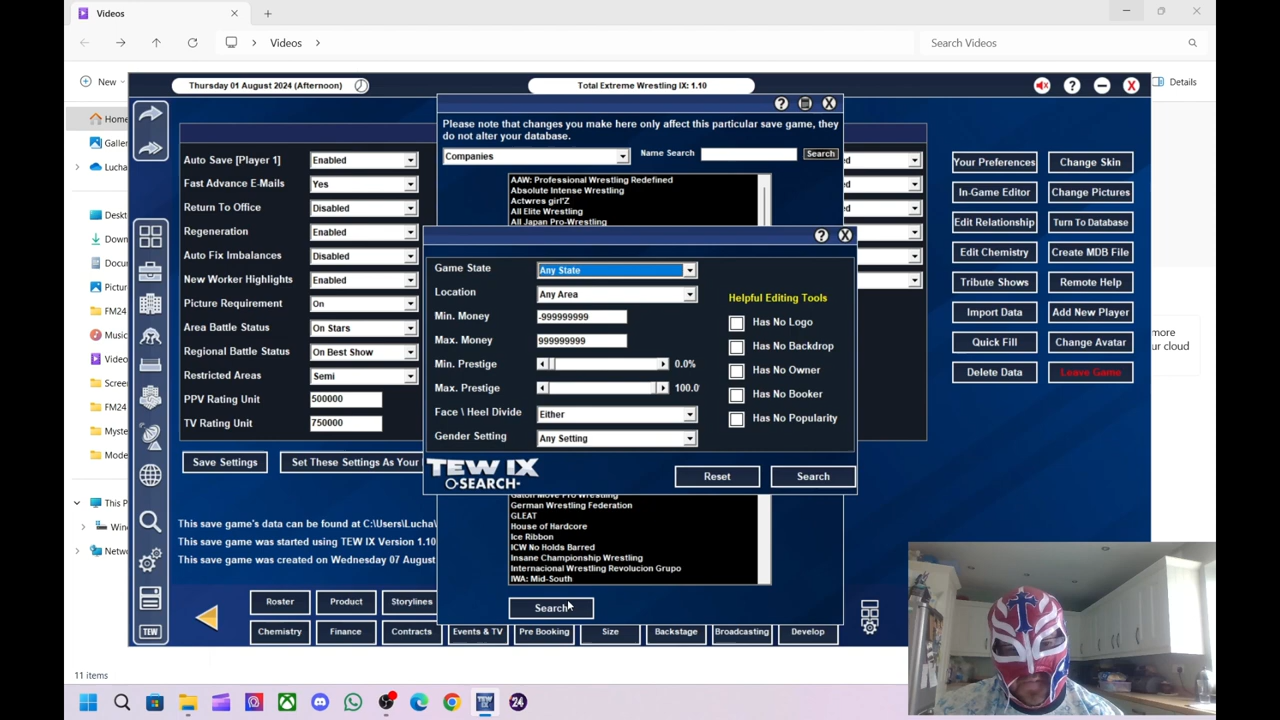 Videos
Videos
Search Videos
New
Details
Home
Deskt
Down
Docu
FM24
Music
Scree
FM24
Myste
Mode
This P
Netwo
more
ur cloud
11 items
Thursday 01 August 2024 (Afternoon)
Total Extreme Wrestling IX: 1.10
Auto Save [Player 1]
Enabled
Fast Advance E-Mails
Yes
Return To Office
Disabled
Regeneration
Enabled
Auto Fix Imbalances
Disabled
New Worker Highlights
Enabled
Picture Requirement
On
Area Battle Status
On Stars
Regional Battle Status
On Best Show
Restricted Areas
Semi
PPV Rating Unit
500000
TV Rating Unit
750000
Save Settings
Set These Settings As Your
This save game's data can be found at C:\Users\Lucha\
This save game was started using TEW IX Version 1.10
This save game was created on Wednesday 07 August
Please note that changes you make here only affect this particular save game, they
do not alter your database.
Companies
Name Search
Search
AAW: Professional Wrestling Redefined
Absolute Intense Wrestling
Actwres girl'Z
All Elite Wrestling
All Japan Pro-Wrestling
Game State
Any State
Location
Any Area
Min. Money
-999999999
Max. Money
999999999
Min. Prestige
0.0%
Max. Prestige
100.0
Face \ Heel Divide
Either
Gender Setting
Any Setting
Helpful Editing Tools
Has No Logo
Has No Backdrop
Has No Owner
Has No Booker
Has No Popularity
TEW IX
-SEARCH-
Reset
Search
Gatoh Move Pro Wrestling
German Wrestling Federation
GLEAT
House of Hardcore
Ice Ribbon
ICW No Holds Barred
Insane Championship Wrestling
Internacional Wrestling Revolucion Grupo
IWA: Mid-South
Search
Your Preferences
Change Skin
In-Game Editor
Change Pictures
Edit Relationship
Turn To Database
Edit Chemistry
Create MDB File
Tribute Shows
Remote Help
Import Data
Add New Player
Quick Fill
Change Avatar
Delete Data
Leave Game
Roster
Product
Storylines
Chemistry
Finance
Contracts
Events & TV
Pre Booking
Size
Backstage
Broadcasting
Develop
TEW
TEW IX
24